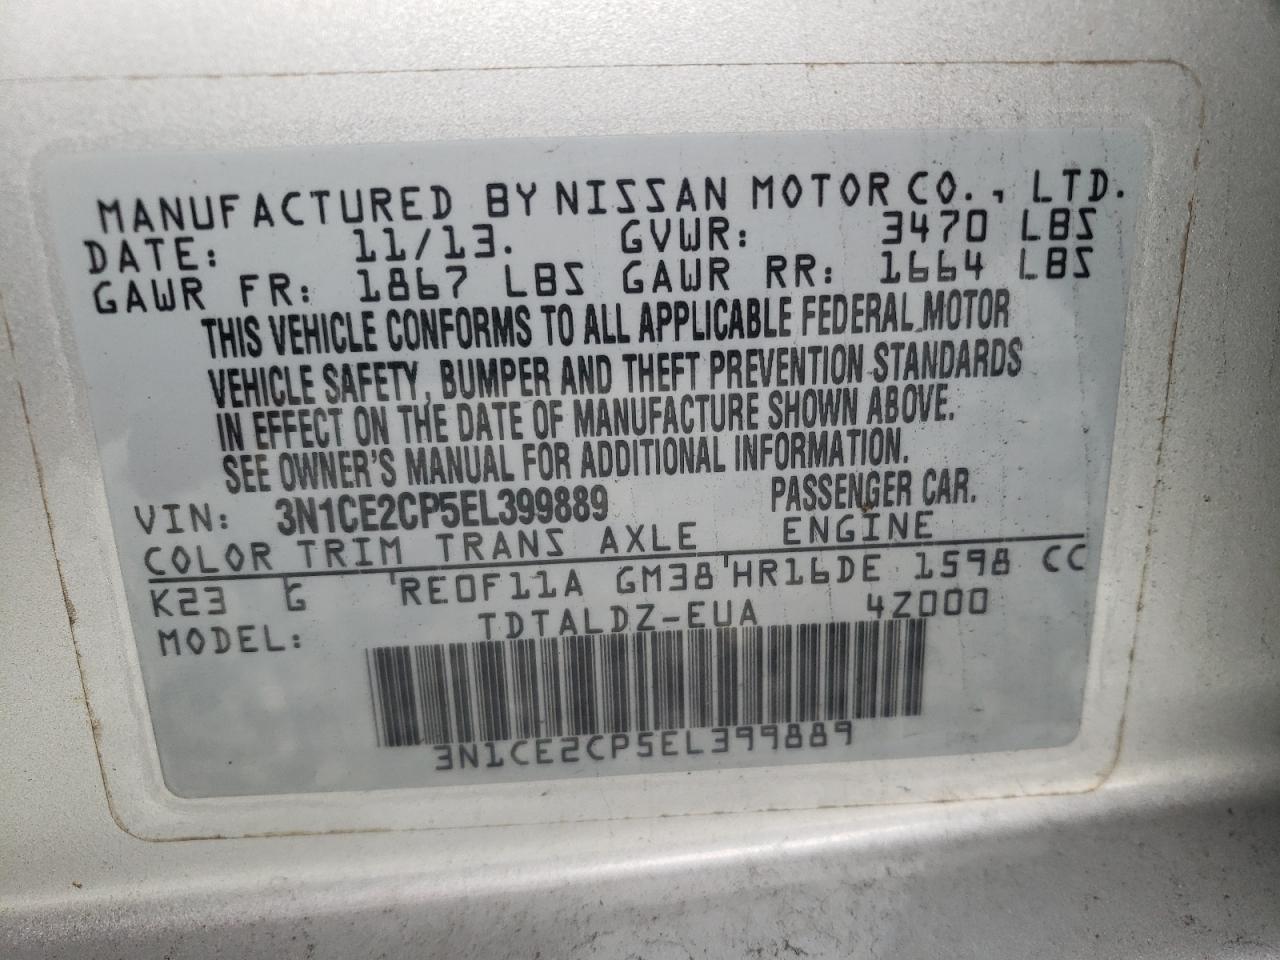 MANUFACTURED BY NISSAN MOTOR CO., LTD.
DATE: 11/13. GVWR: 3470 LBS
GAWR FR: 1867 LBS GAWR RR: 1664 LBS
THIS VEHICLE CONFORMS TO ALL APPLICABLE FEDERAL MOTOR
VEHICLE SAFETY, BUMPER AND THEFT PREVENTION STANDARDS
IN EFFECT ON THE DATE OF MANUFACTURE SHOWN ABOVE.
SEE OWNER'S MANUAL FOR ADDITIONAL INFORMATION.
VIN: 3N1CE2CP5EL399889 PASSENGER CAR.
COLOR TRIM TRANS AXLE ENGINE
K23 G 'RE0F11A GM38'HR16DE 1598 CC
MODEL: TDTALDZ-EUA 4Z000
3N1CE2CP5EL399889